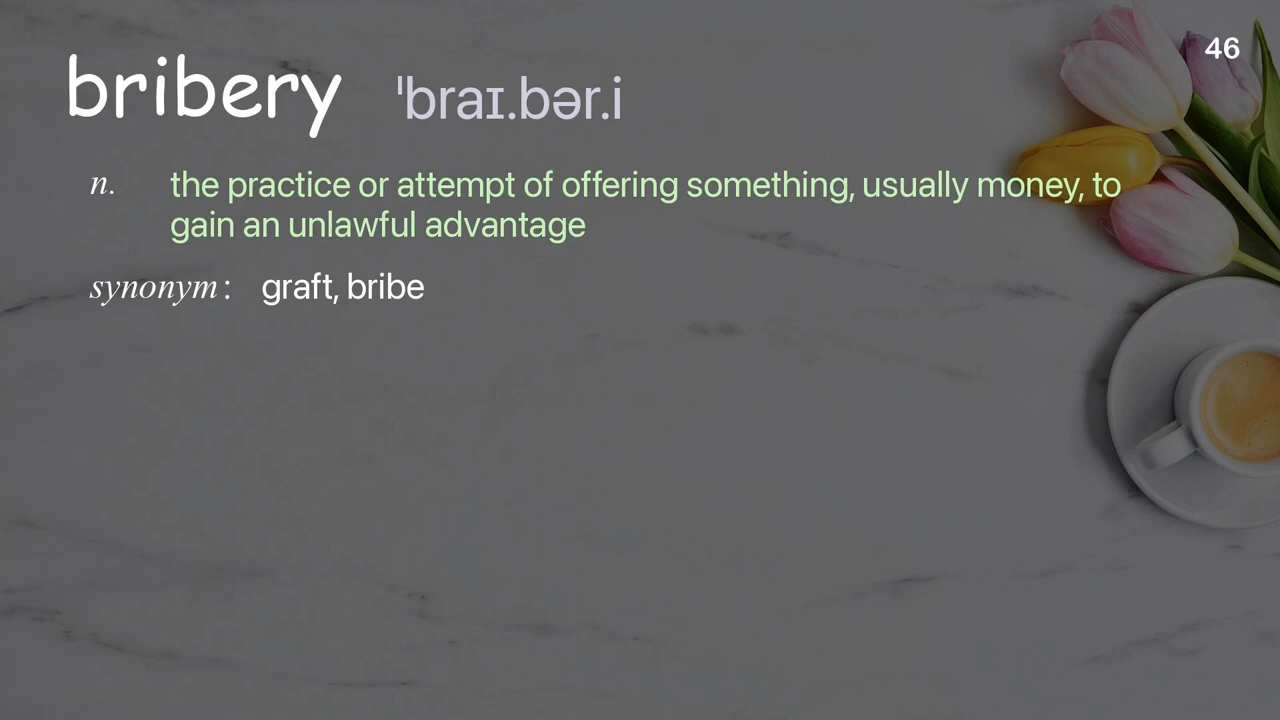 46
bribery ˈbraɪ.bər.i
n. the practice or attempt of offering something, usually money, to
gain an unlawful advantage
synonym: graft, bribe